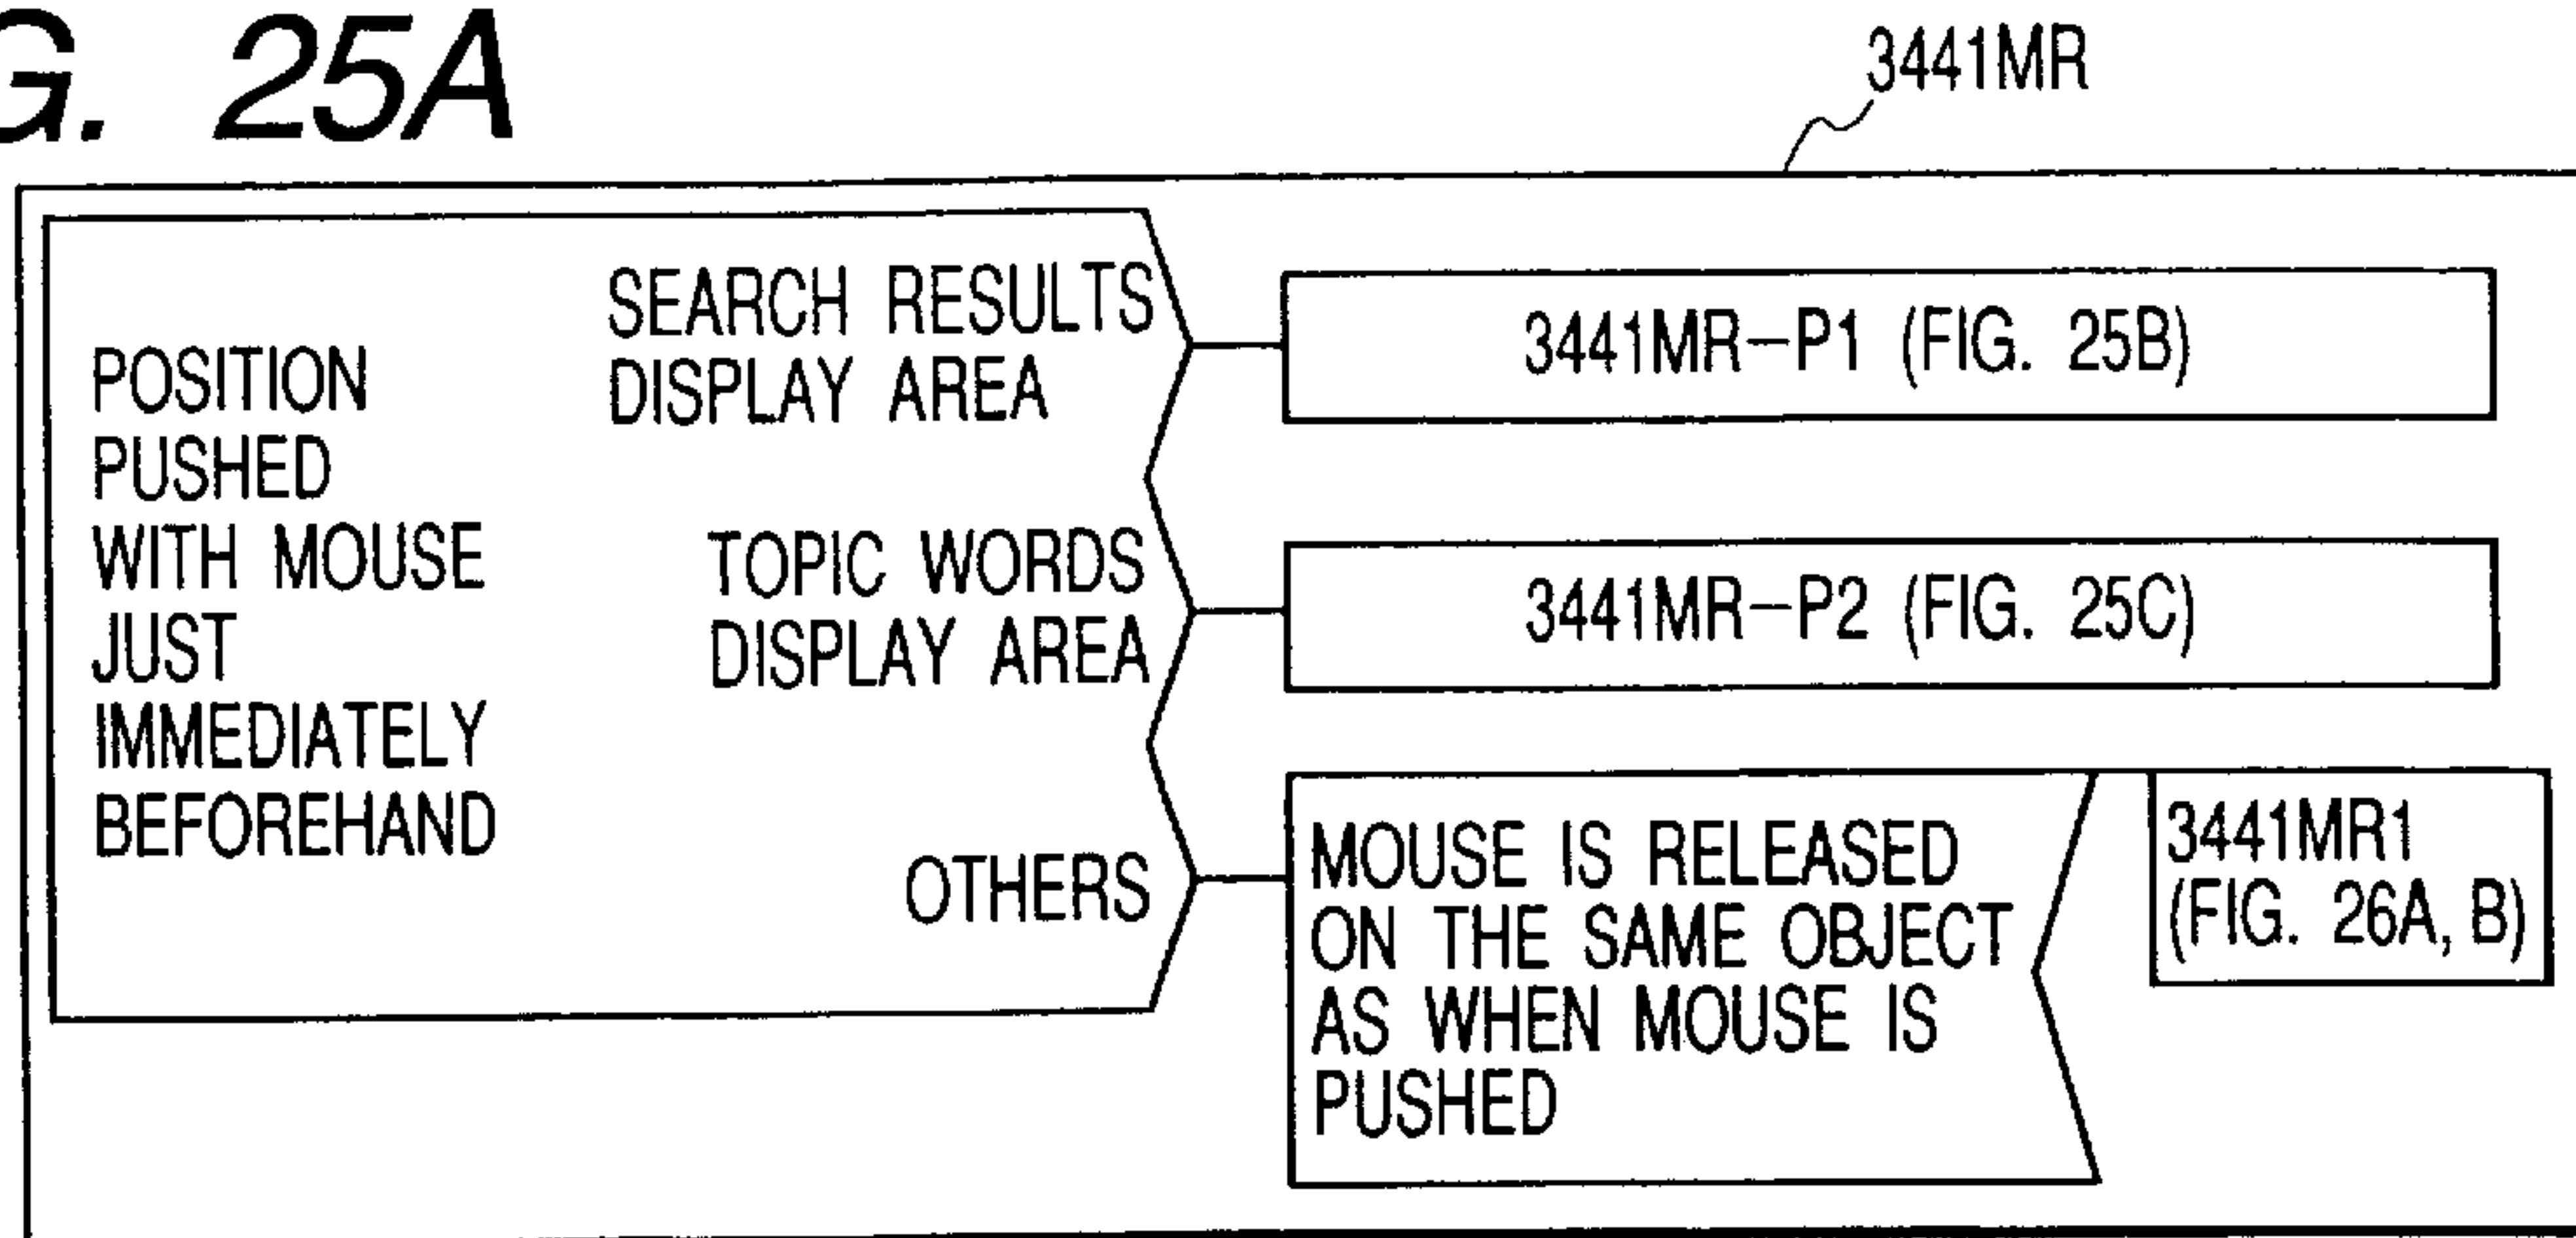 G. 25A
3441MR
POSITION
PUSHED
WITH MOUSE
JUST
IMMEDIATELY
BEFOREHAND
SEARCH RESULTS
DISPLAY AREA
3441MR-P1 (FIG. 25B)
TOPIC WORDS
DISPLAY AREA
3441MR-P2 (FIG. 25C)
OTHERS
MOUSE IS RELEASED
ON THE SAME OBJECT
AS WHEN MOUSE IS
PUSHED
3441MR1
(FIG. 26A, B)